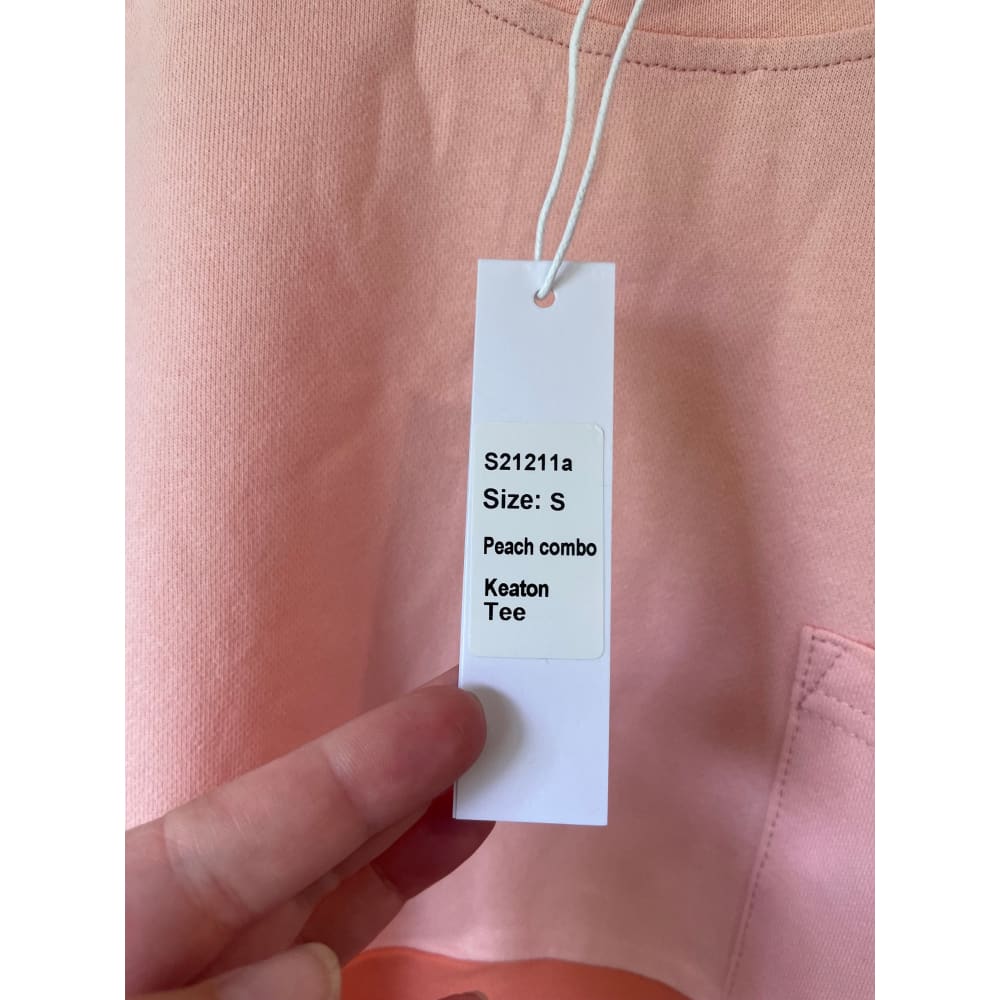 S21211a
Size: S
Peach combo
Keaton
Tee